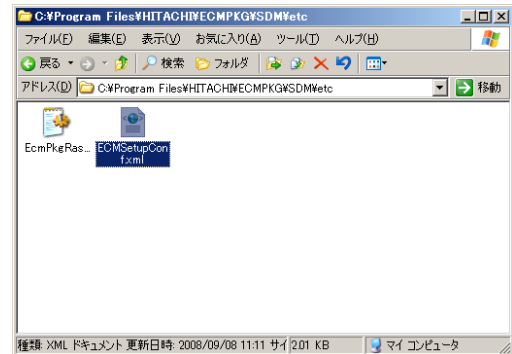 C:¥Program Files¥HITACHI¥ECMPKG¥SDM¥etc
ファイル(F) 編集(E) 表示(V) お気に入り(A) ツール(T) ヘルプ(H)
戻る 検索 フォルダ
アドレス(D) C:¥Program Files¥HITACHI¥ECMPKG¥SDM¥etc 移動
EcmPkgRas... ECMSetupCon
f.xml
種類: XML ドキュメント 更新日時: 2008/09/08 11:11 サイ 2.01 KB マイ コンピュータ